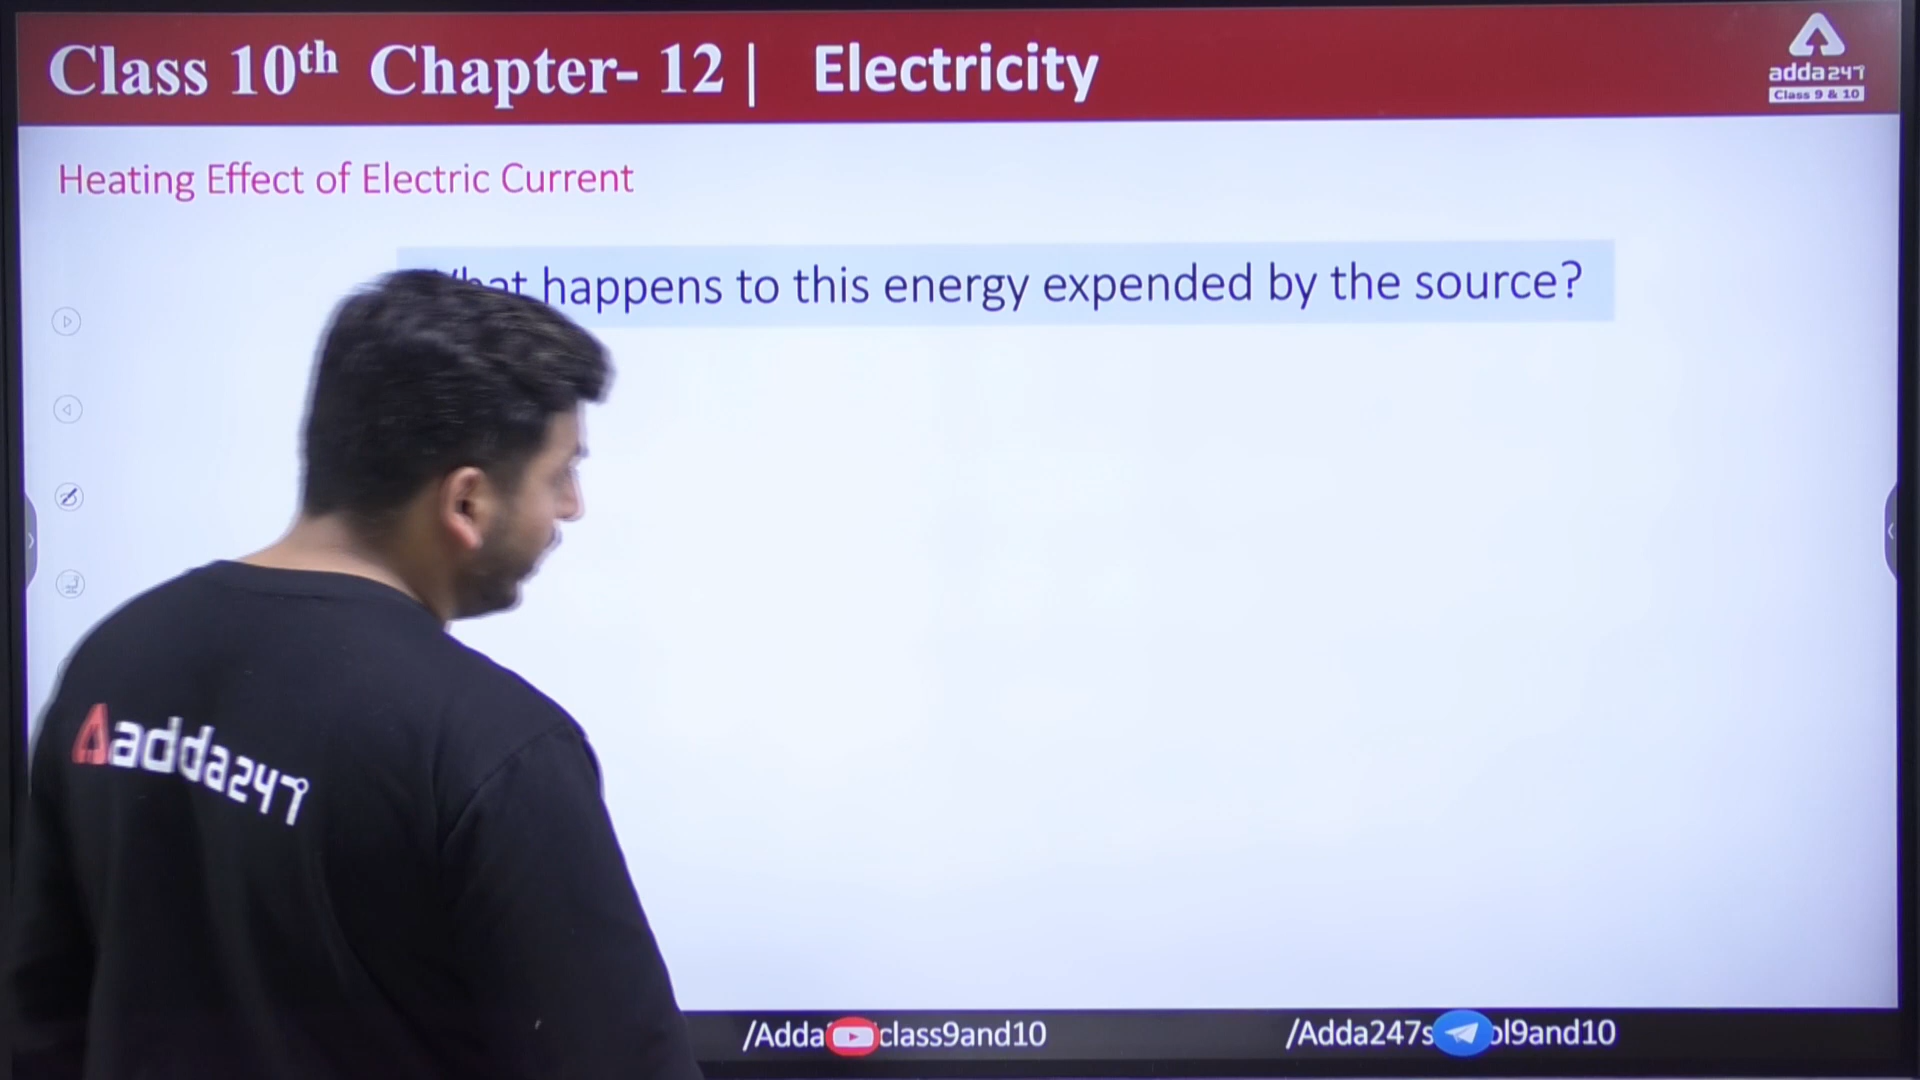 Class 10th Chapter- 12 | Electricity
adda247
Class 9 & 10
Heating Effect of Electric Current
happens to this energy expended by the source?
adda247
/Adda class9and10
/Adda247s ol9and10